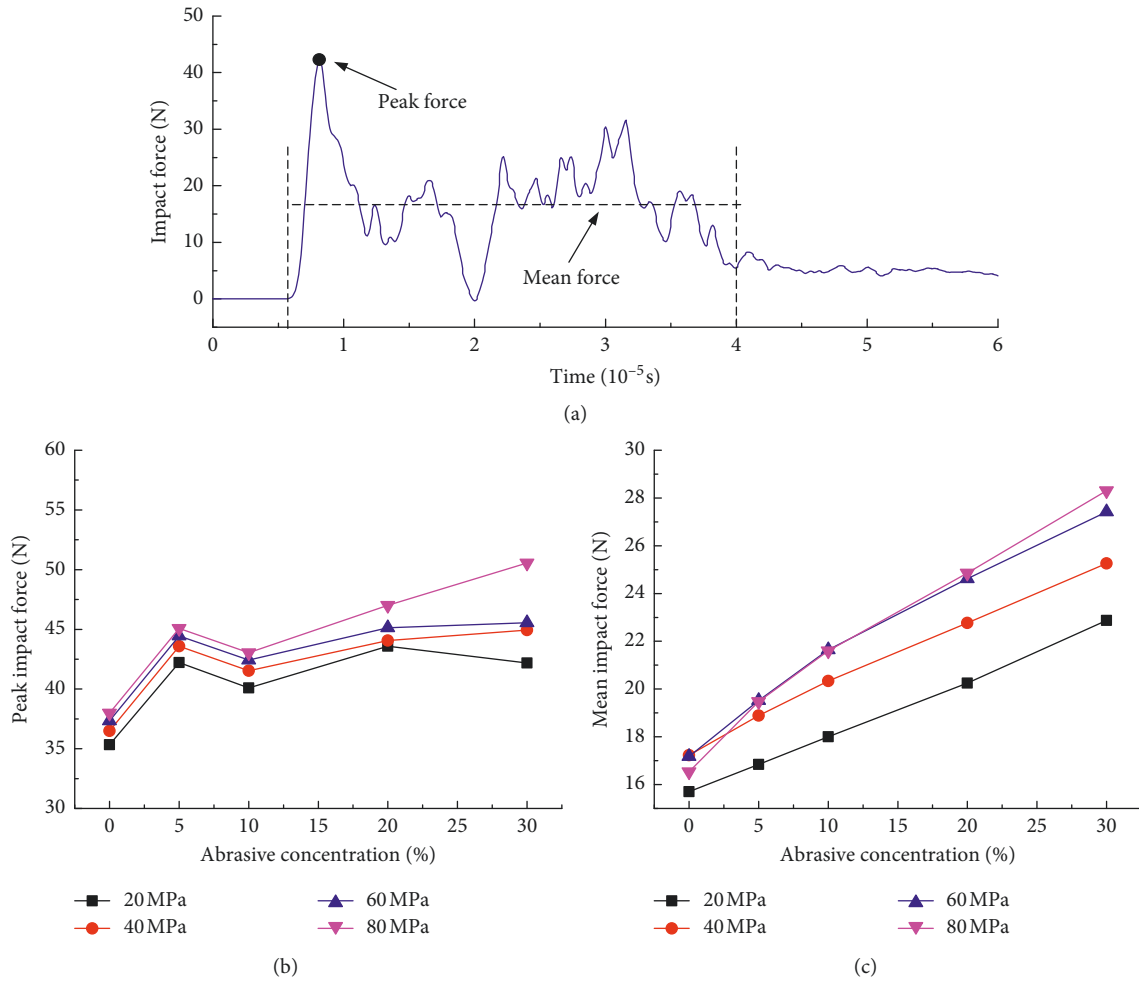 50
40
30
20
10
0
Impact force (N)
Peak force
Mean force
0 1 2 3 4 5 6
Time (10⁻⁵s)
(a)
60
55
50
45
40
35
30
Peak impact force (N)
0 5 10 15 20 25 30
Abrasive concentration (%)
20 MPa 60 MPa
40 MPa 80 MPa
(b)
30
28
26
24
22
20
18
16
Mean impact force (N)
0 5 10 15 20 25 30
Abrasive concentration (%)
20 MPa 60 MPa
40 MPa 80 MPa
(c)